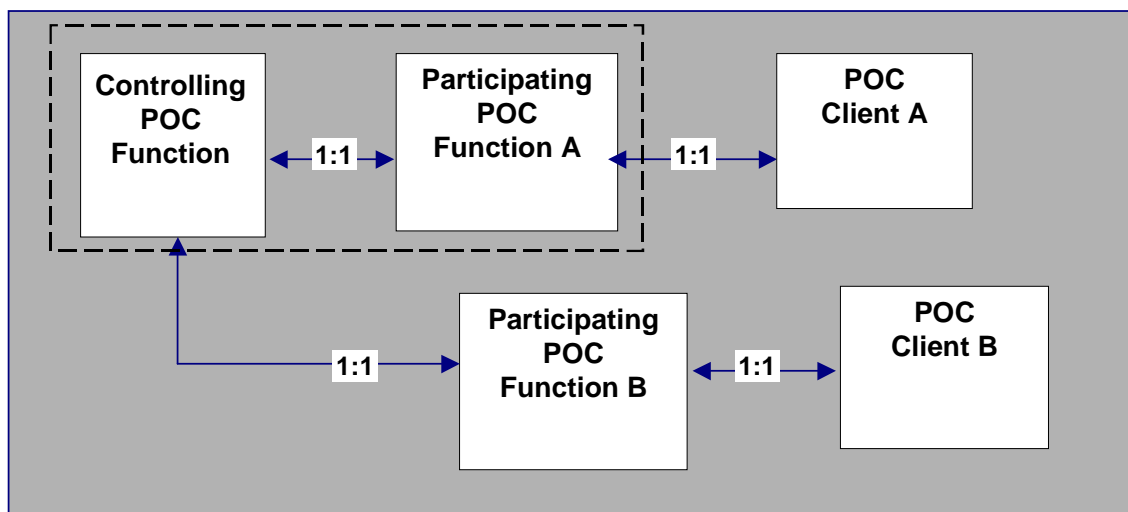 Controlling
POC
Function
1:1
Participating
POC
Function A
1:1
POC
Client A
1:1
Participating
POC
Function B
1:1
POC
Client B